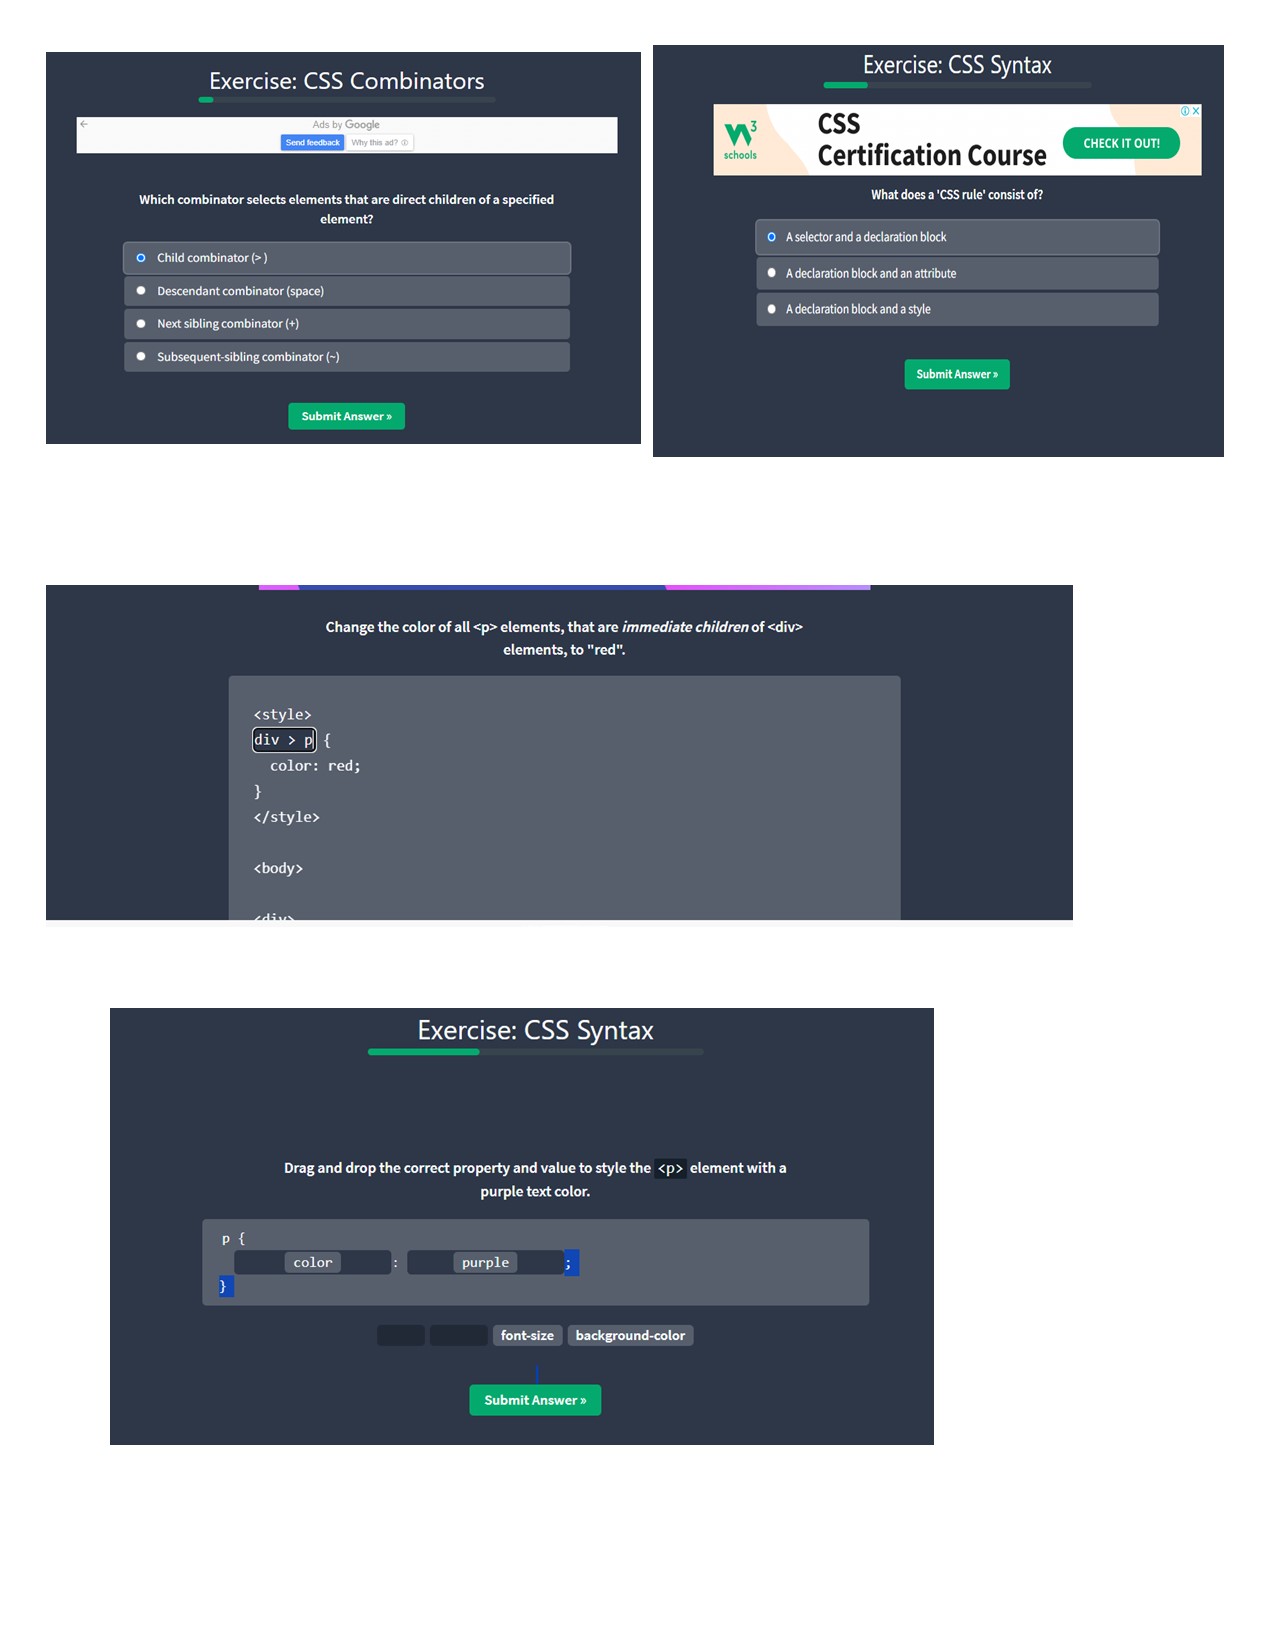 Exercise: CSS Combinators
Ads by Google
Send feedback Why this ad?
Which combinator selects elements that are direct children of a specified
element?
Child combinator (> )
Descendant combinator (space)
Next sibling combinator (+)
Subsequent-sibling combinator (~)
Submit Answer »
Exercise: CSS Syntax
W3
schools
CSS
Certification Course
CHECK IT OUT!
What does a 'CSS rule' consist of?
A selector and a declaration block
A declaration block and an attribute
A declaration block and a style
Submit Answer »
Change the color of all <p> elements, that are immediate children of <div>
elements, to "red".
<style>
div > p {
color: red;
}
</style>
<body>
<div>
Exercise: CSS Syntax
Drag and drop the correct property and value to style the <p> element with a
purple text color.
p {
color : purple ;
}
font-size background-color
Submit Answer »